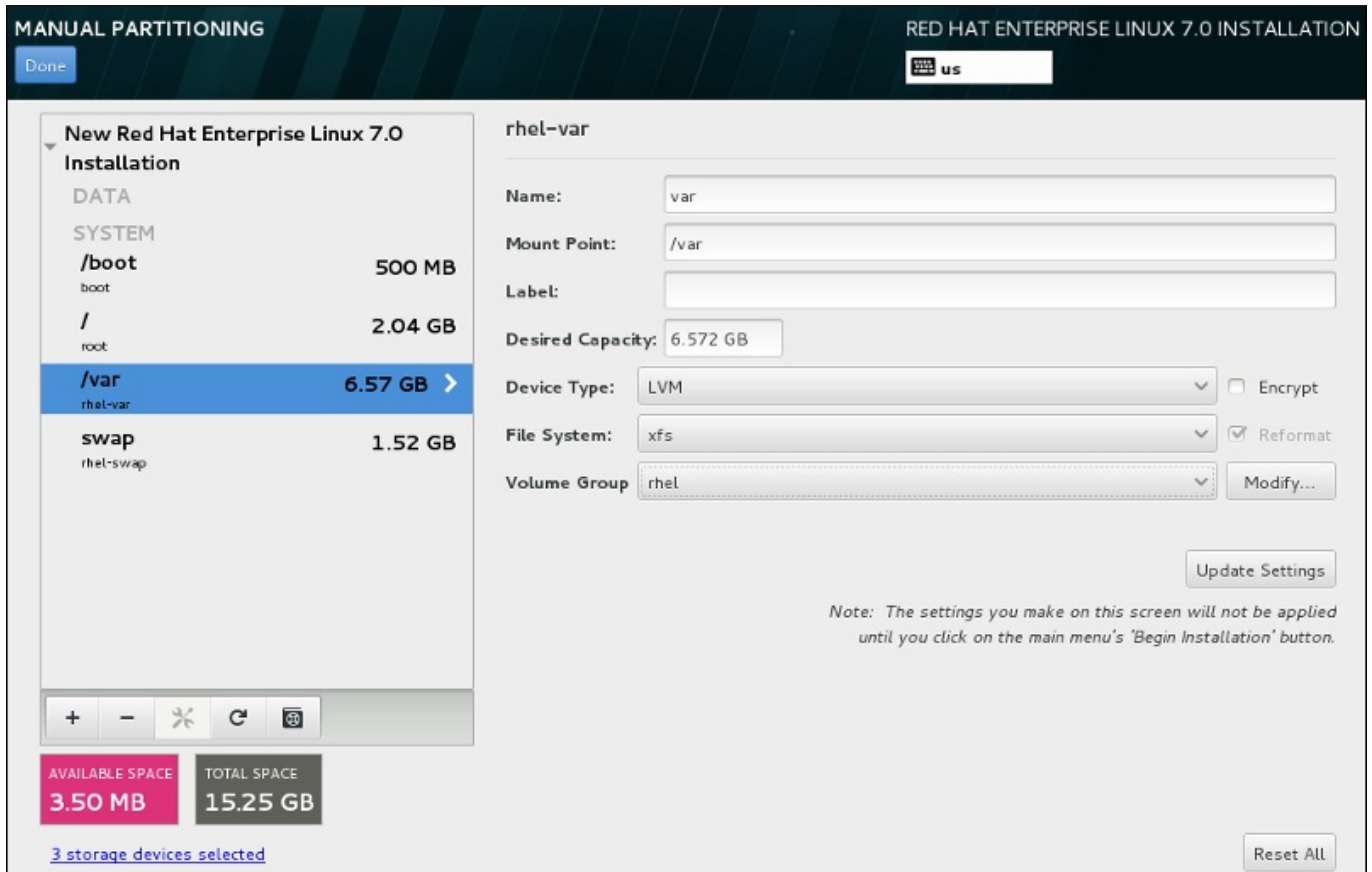 MANUAL PARTITIONING
RED HAT ENTERPRISE LINUX 7.0 INSTALLATION
Done
us
New Red Hat Enterprise Linux 7.0
Installation
DATA
SYSTEM
/boot
500 MB
boot
/
2.04 GB
root
/var
6.57 GB
rhel-var
swap
1.52 GB
rhel-swap
+ -
AVAILABLE SPACE
3.50 MB
TOTAL SPACE
15.25 GB
3 storage devices selected
rhel-var
Name: var
Mount Point: /var
Label:
Desired Capacity: 6.572 GB
Device Type: LVM Encrypt
File System: xfs Reformat
Volume Group rhel Modify...
Update Settings
Note: The settings you make on this screen will not be applied
until you click on the main menu's 'Begin Installation' button.
Reset All